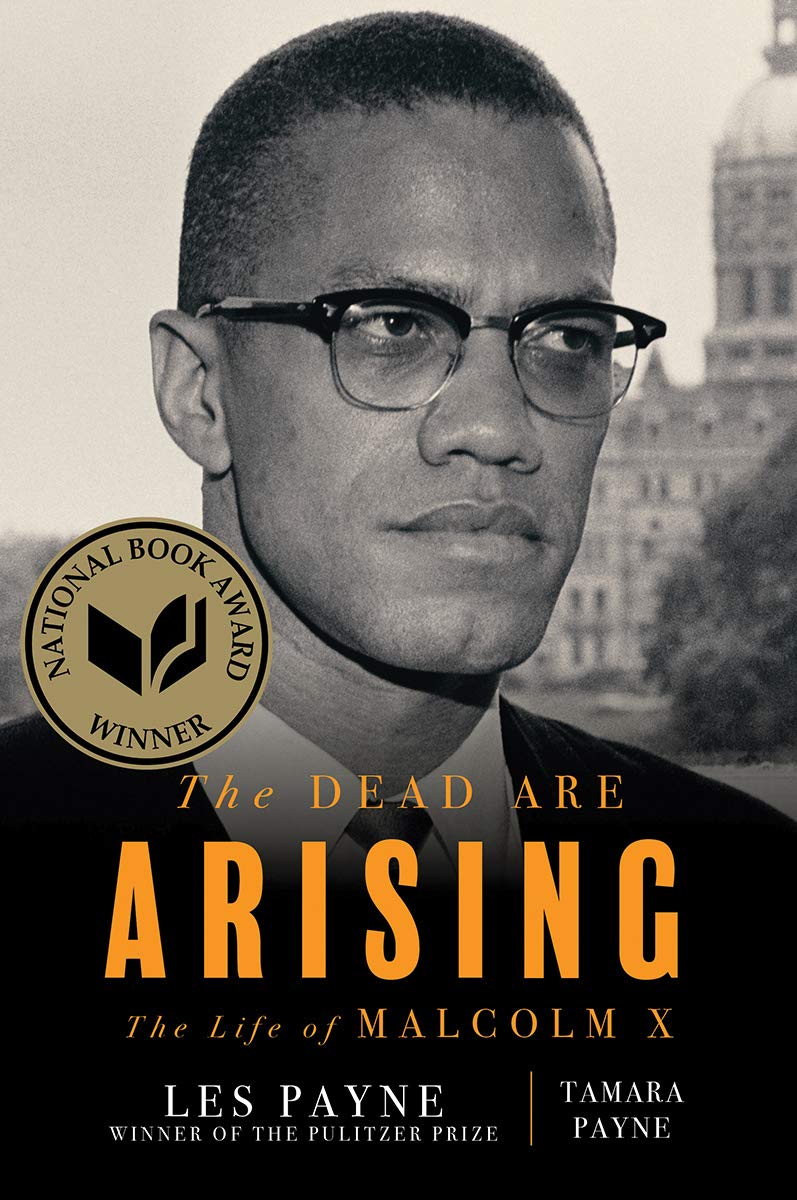 NATIONAL BOOK AWARD
WINNER
The DEAD ARE
ARISING
The Life of MALCOLM X
LES PAYNE
WINNER OF THE PULITZER PRIZE
TAMARA
PAYNE